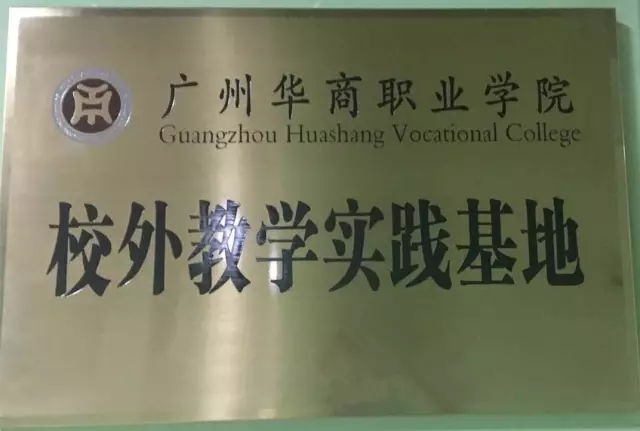 广州华商职业学院
Guangzhou Huashang Vocational College
校外教学实践基地